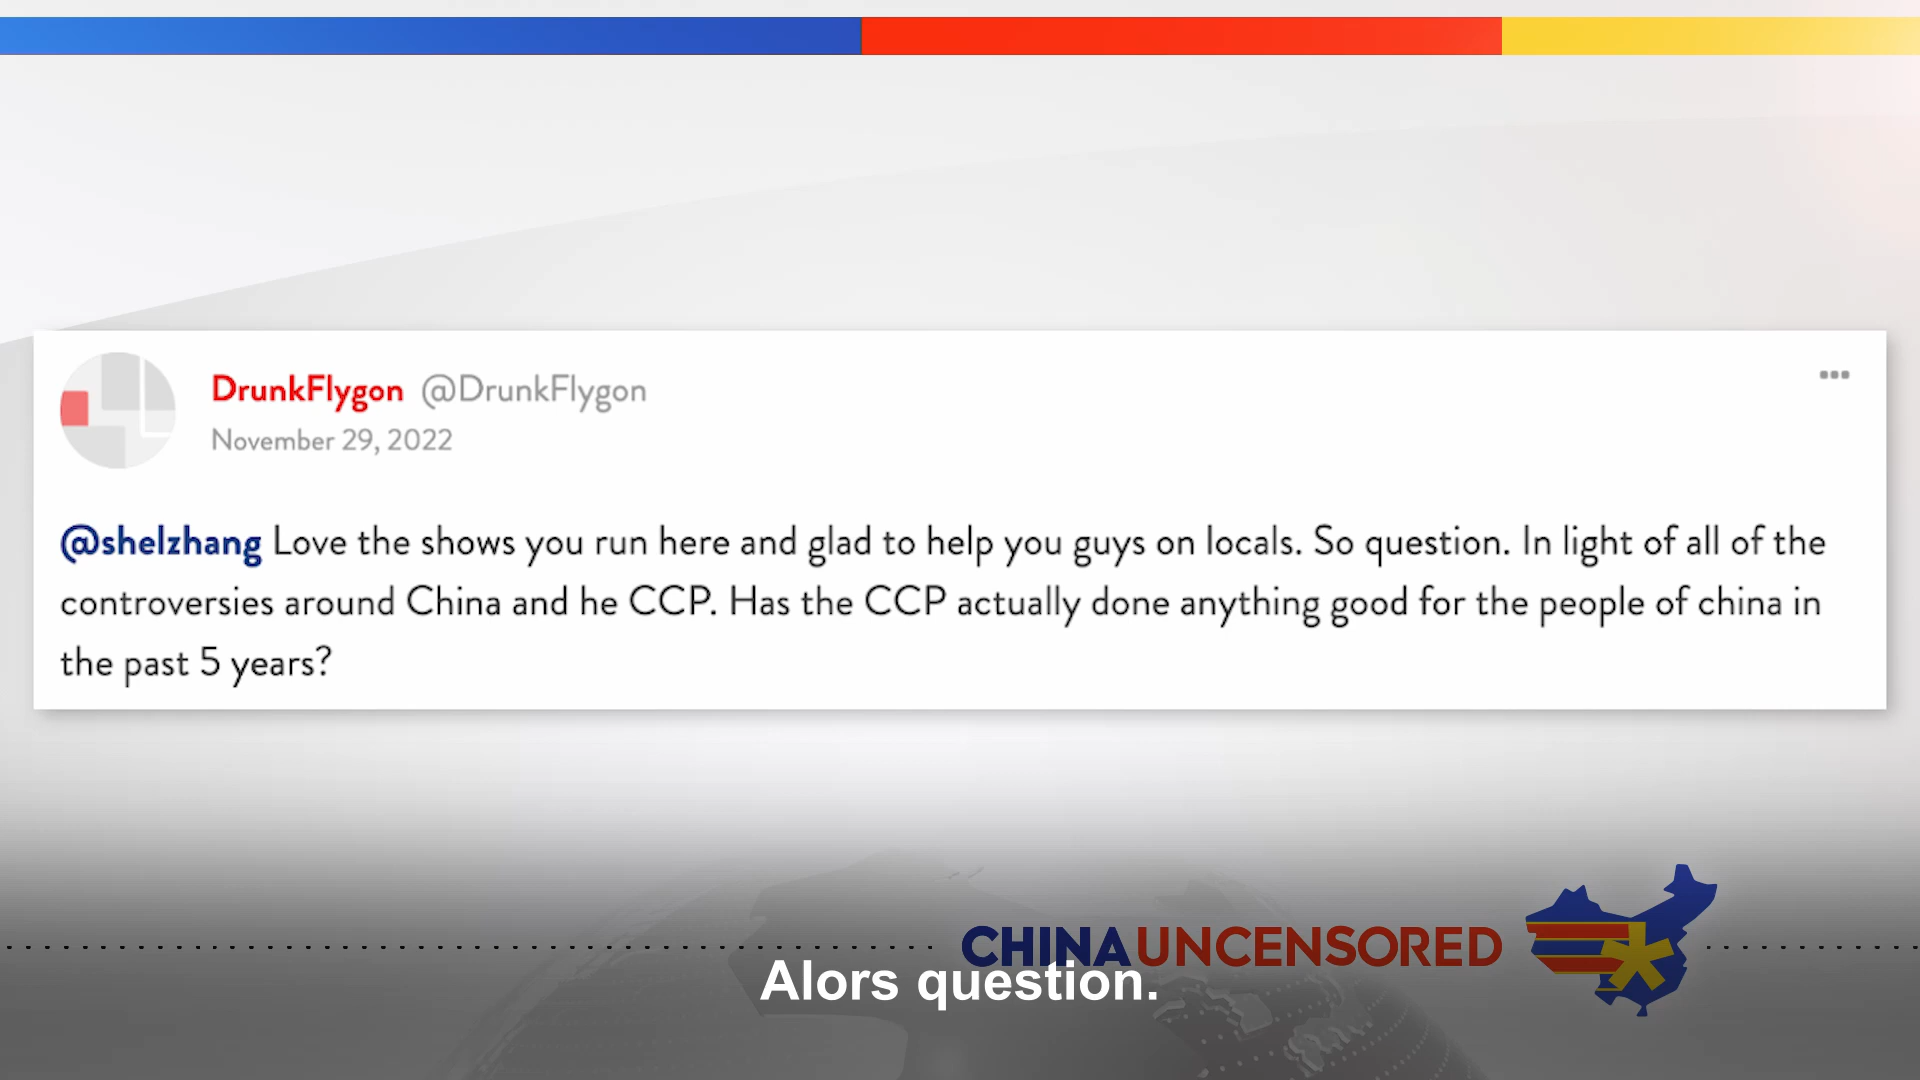 DrunkFlygon @DrunkFlygon
November 29, 2022
@shelzhang Love the shows you run here and glad to help you guys on locals. So question. In light of all of the
controversies around China and he CCP. Has the CCP actually done anything good for the people of china in
the past 5 years?
CHINA UNCENSORED
Alors question.